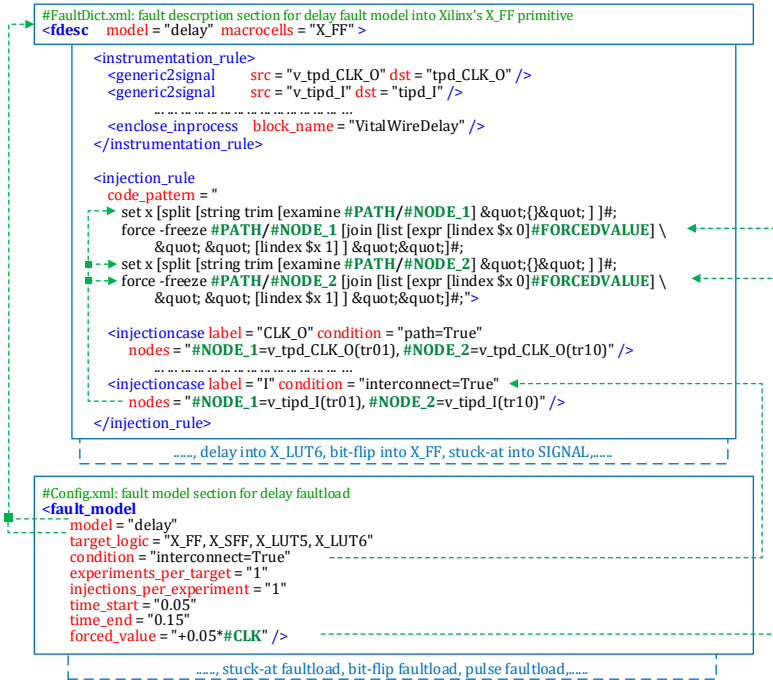 #FaultDict.xml: fault descrption section for delay fault model into Xilinx's X_FF primitive
<fdesc model = "delay" macrocells = "X_FF" >
<instrumentation_rule>
<generic2signal src = "v_tpd_CLK_O" dst = "tpd_CLK_O" />
<generic2signal src = "v_tipd_I" dst = "tipd_I" />
... ... ... ... ... ... ... ... ... ... ... ... ... ... ...
<enclose_inprocess block_name = "VitalWireDelay" />
</instrumentation_rule>
<injection_rule
code_pattern = "
set x [split [string trim [examine #PATH/#NODE_1] &quot;{}&quot; ] ]#;
force -freeze #PATH/#NODE_1 [join [list [expr [lindex $x 0]#FORCEDVALUE] \
&quot; &quot; [lindex $x 1] ] &quot;&quot;]#;
set x [split [string trim [examine #PATH/#NODE_2] &quot;{}&quot; ] ]#;
force -freeze #PATH/#NODE_2 [join [list [expr [lindex $x 0]#FORCEDVALUE] \
&quot; &quot; [lindex $x 1] ] &quot;&quot;]#;">
<injectioncase label = "CLK_O" condition = "path=True"
nodes = "#NODE_1=v_tpd_CLK_O(tr01), #NODE_2=v_tpd_CLK_O(tr10)" />
... ... ... ... ... ... ... ... ... ... ... ... ... ... ...
<injectioncase label = "I" condition = "interconnect=True"
nodes = "#NODE_1=v_tipd_I(tr01), #NODE_2=v_tipd_I(tr10)" />
</injection_rule>
......, delay into X_LUT6, bit-flip into X_FF, stuck-at into SIGNAL,......
#Config.xml: fault model section for delay faultload
<fault_model
model = "delay"
target_logic = "X_FF, X_SFF, X_LUT5, X_LUT6"
condition = "interconnect=True"
experiments_per_target = "1"
injections_per_experiment = "1"
time_start = "0.05"
time_end = "0.15"
forced_value = "+0.05*#CLK" />
......, stuck-at faultload, bit-flip faultload, pulse faultload,......